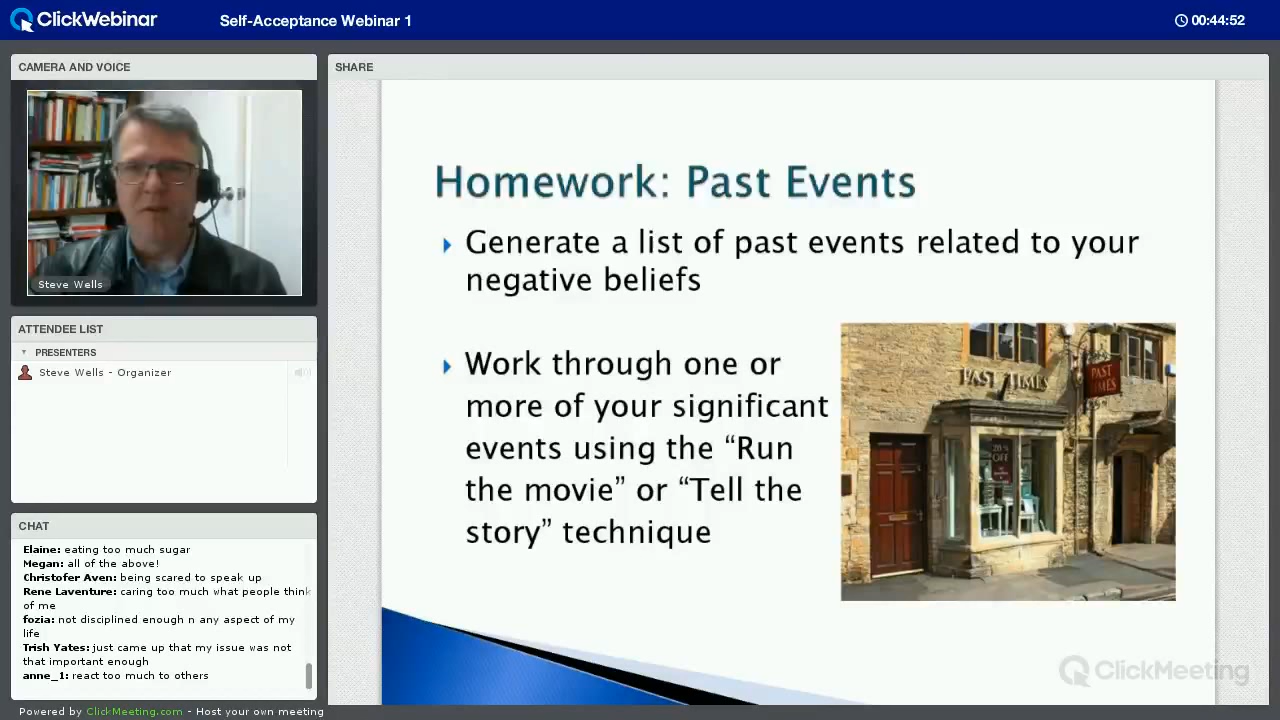 ClickWebinar
Self-Acceptance Webinar 1
00:44:52
CAMERA AND VOICE
Steve Wells
ATTENDEE LIST
PRESENTERS
Steve Wells - Organizer
CHAT
Elaine: eating too much sugar
Megan: all of the above!
Christofer Aven: being scared to speak up
Rene Laventure: caring too much what people think
of me
fozia: not disciplined enough n any aspect of my
life
Trish Yates: just came up that my issue was not
that important enough
anne_1: react too much to others
SHARE
Homework: Past Events
Generate a list of past events related to your
negative beliefs
Work through one or
more of your significant
events using the “Run
the movie” or “Tell the
story” technique
PAST TIMES
PAST
TIMES
20%
OFF
ClickMeeting
Powered by ClickMeeting.com - Host your own meeting